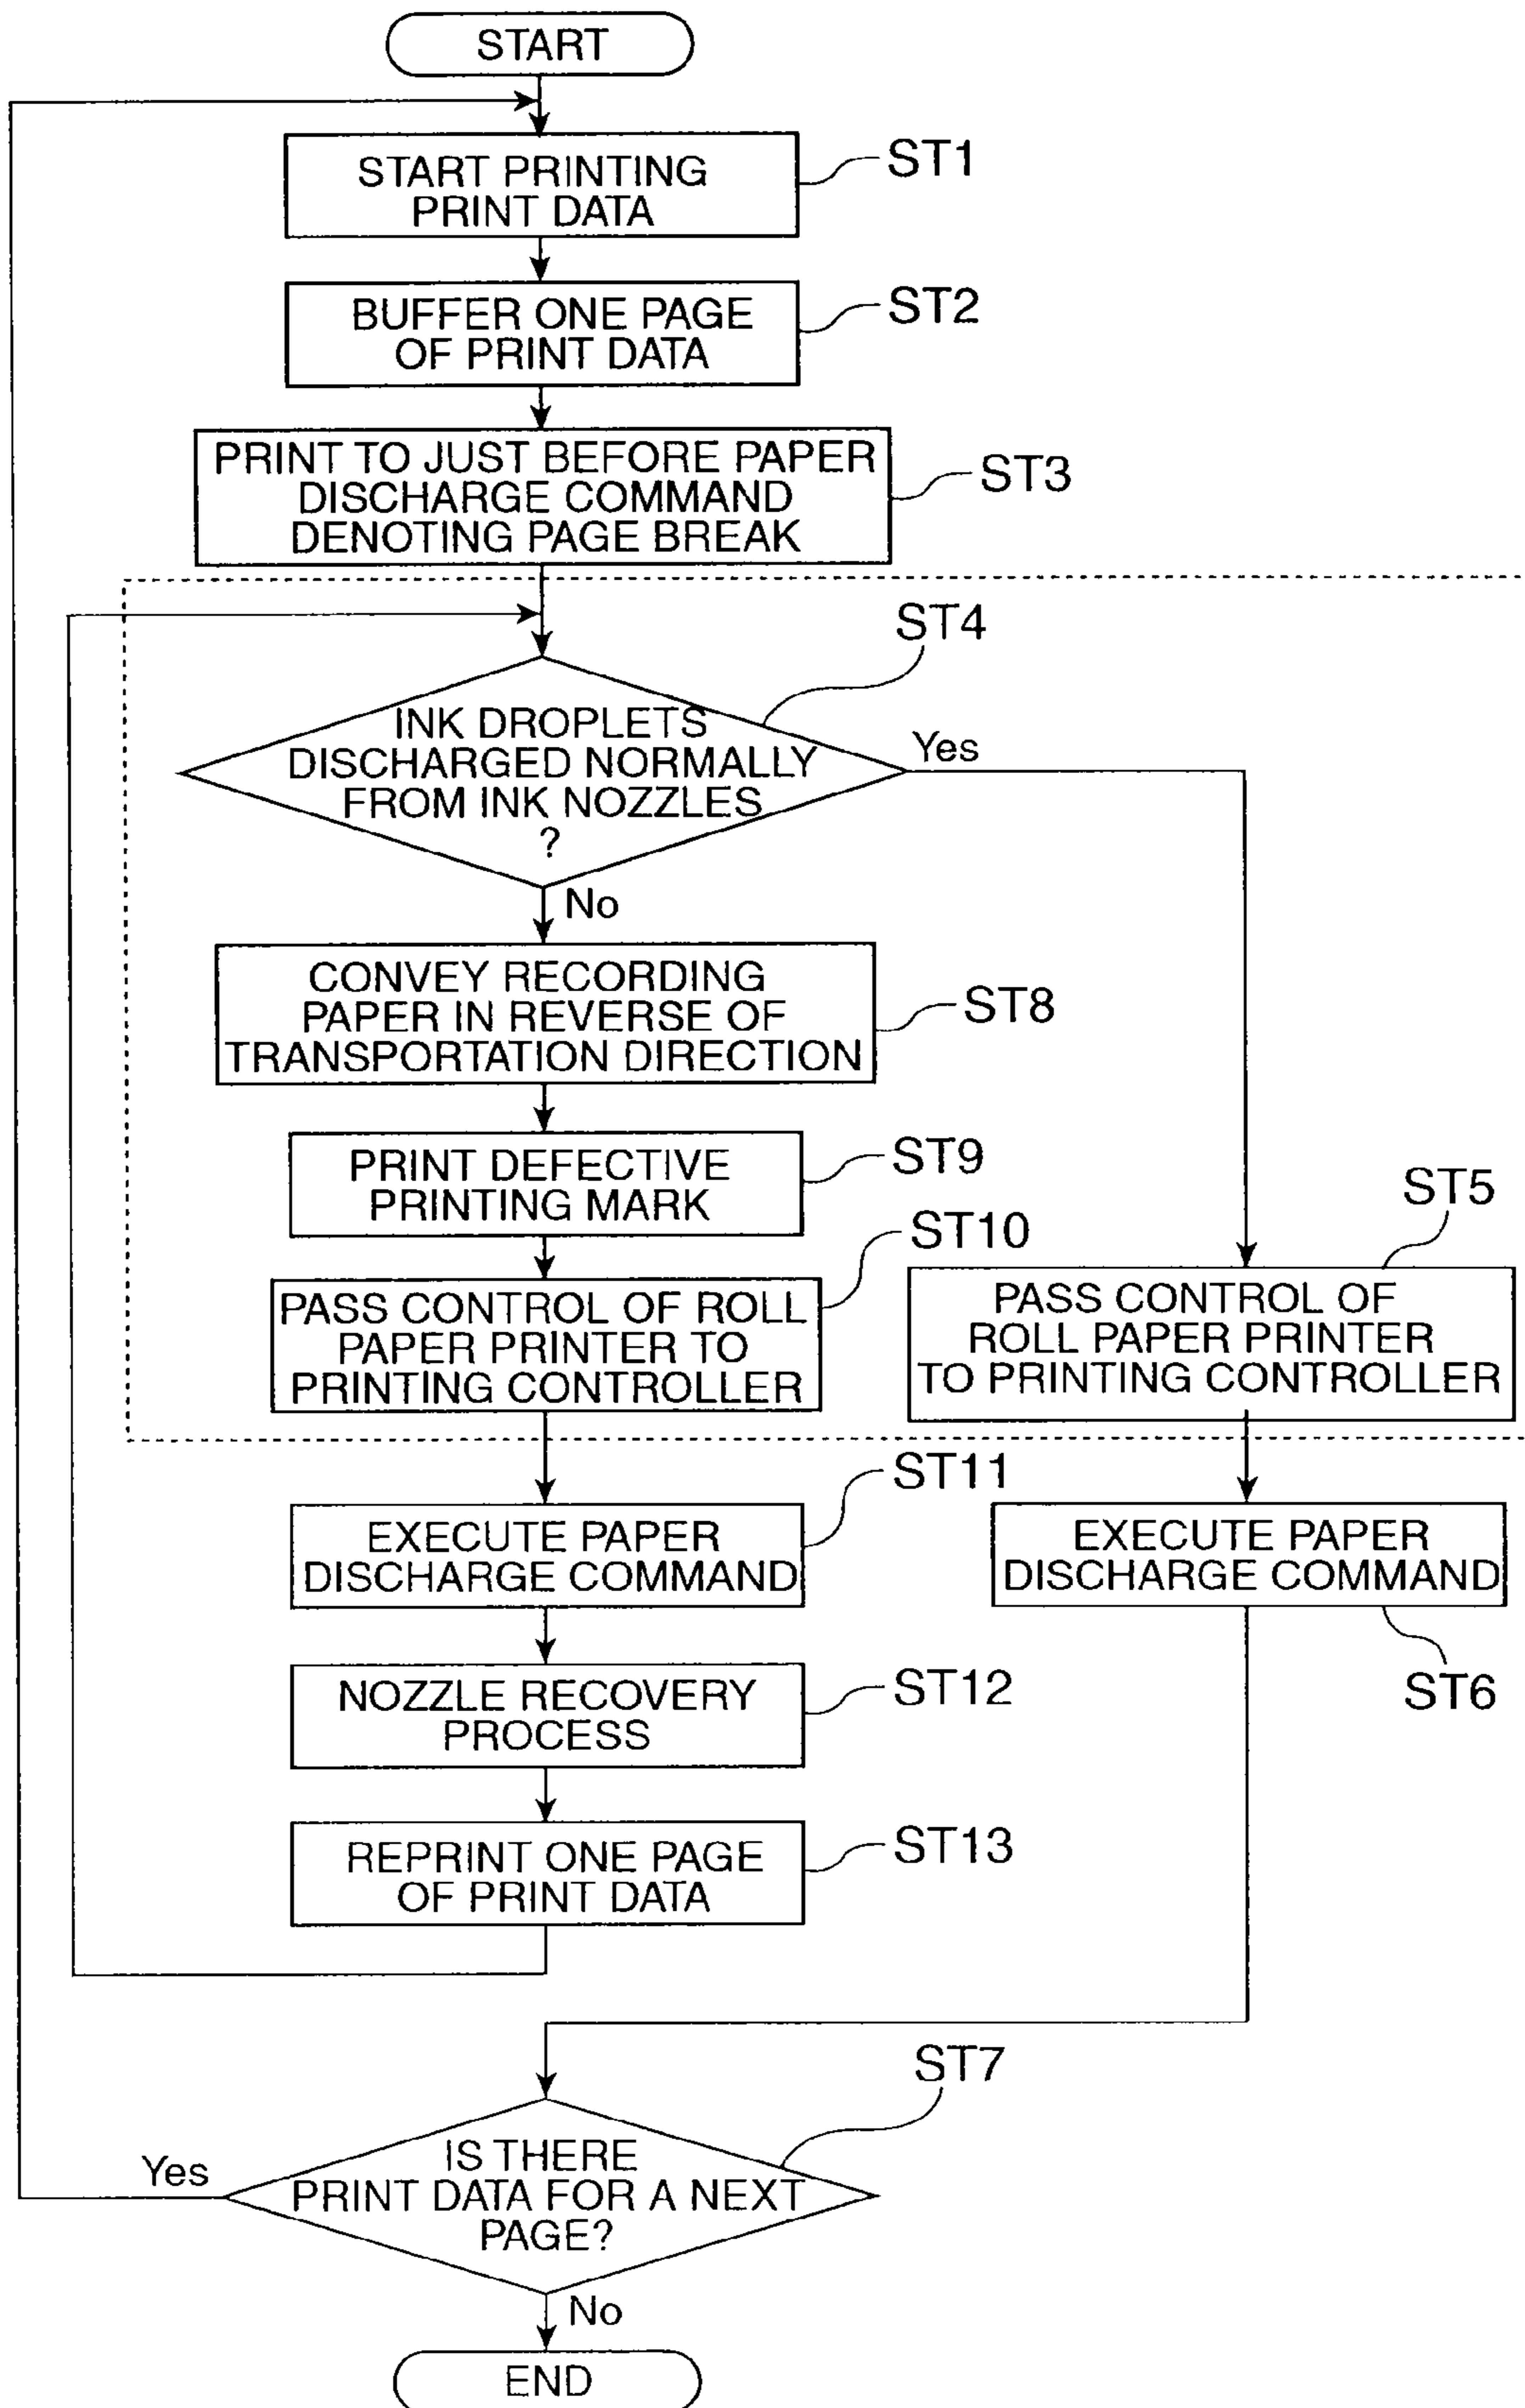 START
START PRINTING
PRINT DATA
ST1
BUFFER ONE PAGE
OF PRINT DATA
ST2
PRINT TO JUST BEFORE PAPER
DISCHARGE COMMAND
DENOTING PAGE BREAK
ST3
ST4
INK DROPLETS
DISCHARGED NORMALLY
FROM INK NOZZLES
?
Yes
No
CONVEY RECORDING
PAPER IN REVERSE OF
TRANSPORTATION DIRECTION
ST8
PRINT DEFECTIVE
PRINTING MARK
ST9
ST10
PASS CONTROL OF ROLL
PAPER PRINTER TO
PRINTING CONTROLLER
ST5
PASS CONTROL OF
ROLL PAPER PRINTER
TO PRINTING CONTROLLER
ST11
EXECUTE PAPER
DISCHARGE COMMAND
EXECUTE PAPER
DISCHARGE COMMAND
ST6
NOZZLE RECOVERY
PROCESS
ST12
REPRINT ONE PAGE
OF PRINT DATA
ST13
ST7
IS THERE
PRINT DATA FOR A NEXT
PAGE?
Yes
No
END